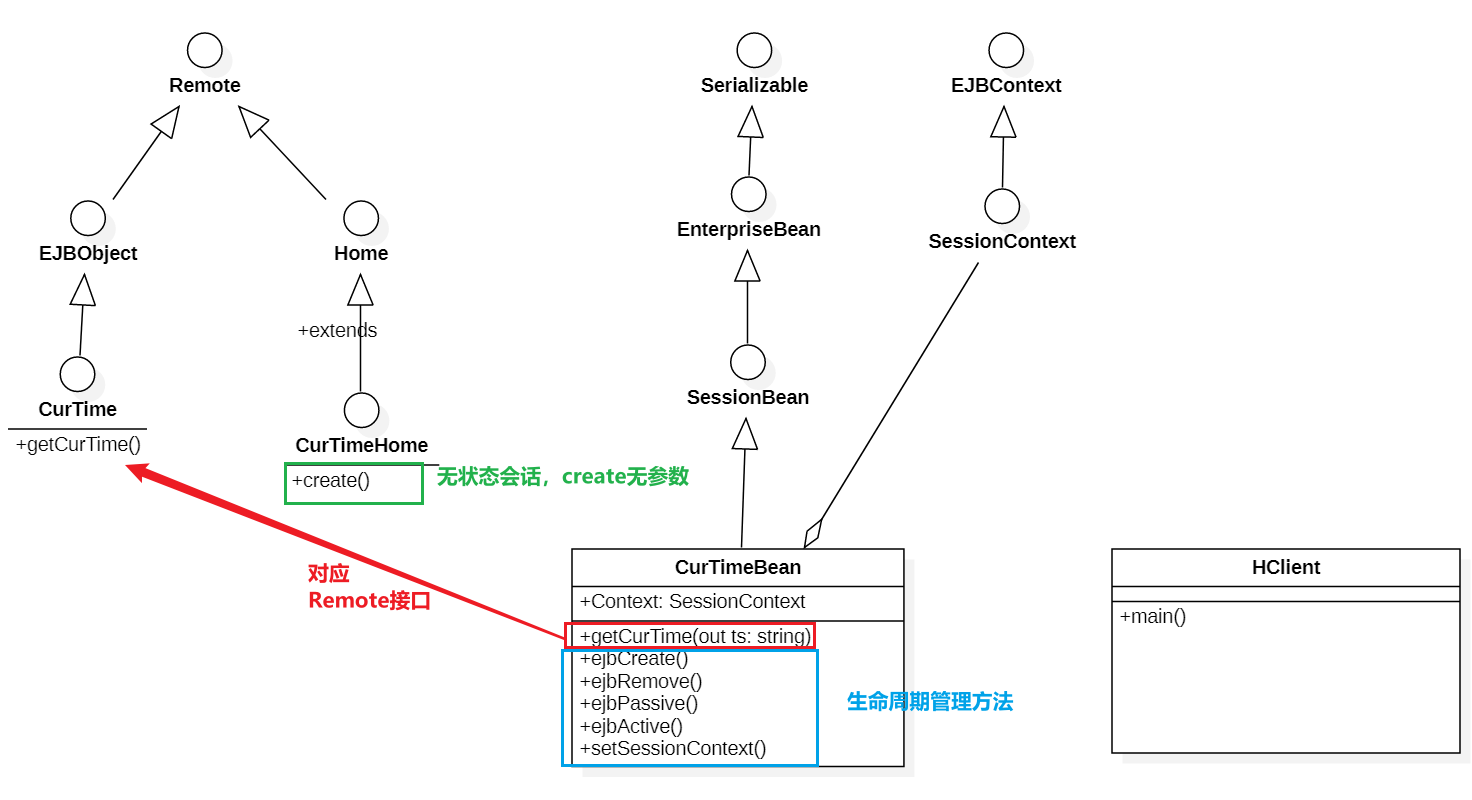 Remote
Serializable
EJBContext
EJBObject
Home
EnterpriseBean
SessionContext
+extends
CurTime
+getCurTime()
SessionBean
CurTimeHome
+create()
无状态会话，create无参数
对应
Remote接口
CurTimeBean
+Context: SessionContext
+getCurTime(out ts: string)
+ejbCreate()
+ejbRemove()
+ejbPassive()
+ejbActive()
+setSessionContext()
生命周期管理方法
HClient
+main()